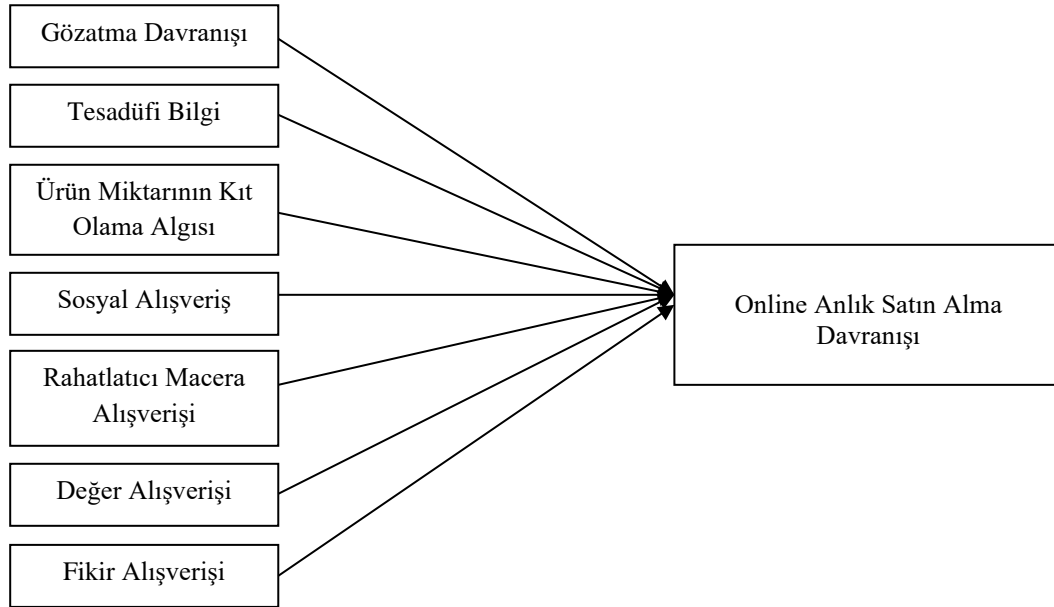 Gözatma Davranışı
Tesadüfi Bilgi
Ürün Miktarının Kıt
Olama Algısı
Sosyal Alışveriş
Rahatlatıcı Macera
Alışverişi
Değer Alışverişi
Fikir Alışverişi
Online Anlık Satın Alma
Davranışı